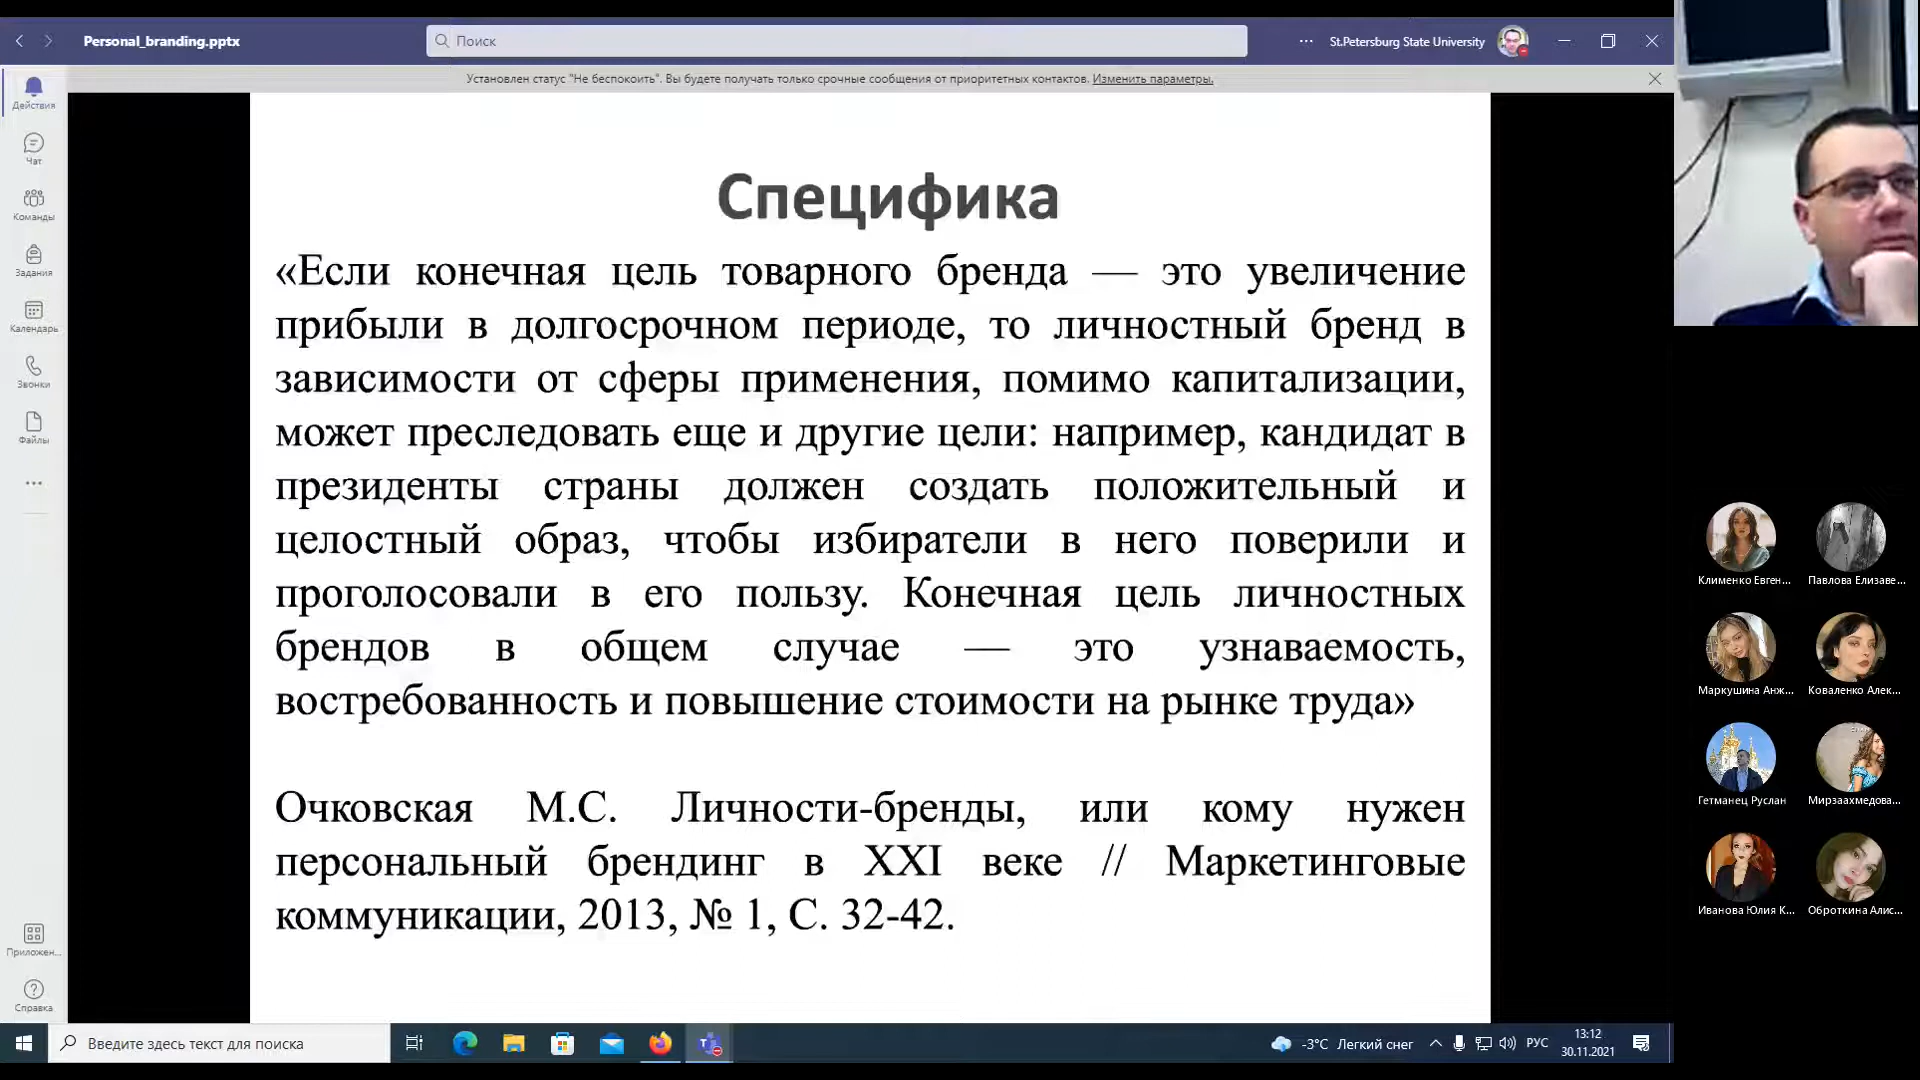 Personal_branding.pptx
Поиск
St.Petersburg State University
Установлен статус "Не беспокоить". Вы будете получать только срочные сообщения от приоритетных контактов. Изменить параметры.
Действия
Чат
Команды
Задания
Календарь
Звонки
Файлы
Приложен...
Справка
Специфика
«Если конечная цель товарного бренда — это увеличение
прибыли в долгосрочном периоде, то личностный бренд в
зависимости от сферы применения, помимо капитализации,
может преследовать еще и другие цели: например, кандидат в
президенты страны должен создать положительный и
целостный образ, чтобы избиратели в него поверили и
проголосовали в его пользу. Конечная цель личностных
брендов в общем случае — это узнаваемость,
востребованность и повышение стоимости на рынке труда»
Очковская М.С. Личности-бренды, или кому нужен
персональный брендинг в XXI веке // Маркетинговые
коммуникации, 2013, № 1, С. 32-42.
Клименко Евген...
Павлова Елизаве...
Маркушина Анж...
Коваленко Алек...
Гетманец Руслан
Мирзаахмедова...
Иванова Юлия К...
Оброткина Алис...
Введите здесь текст для поиска
-3°C Легкий снег
РУС
13:12
30.11.2021